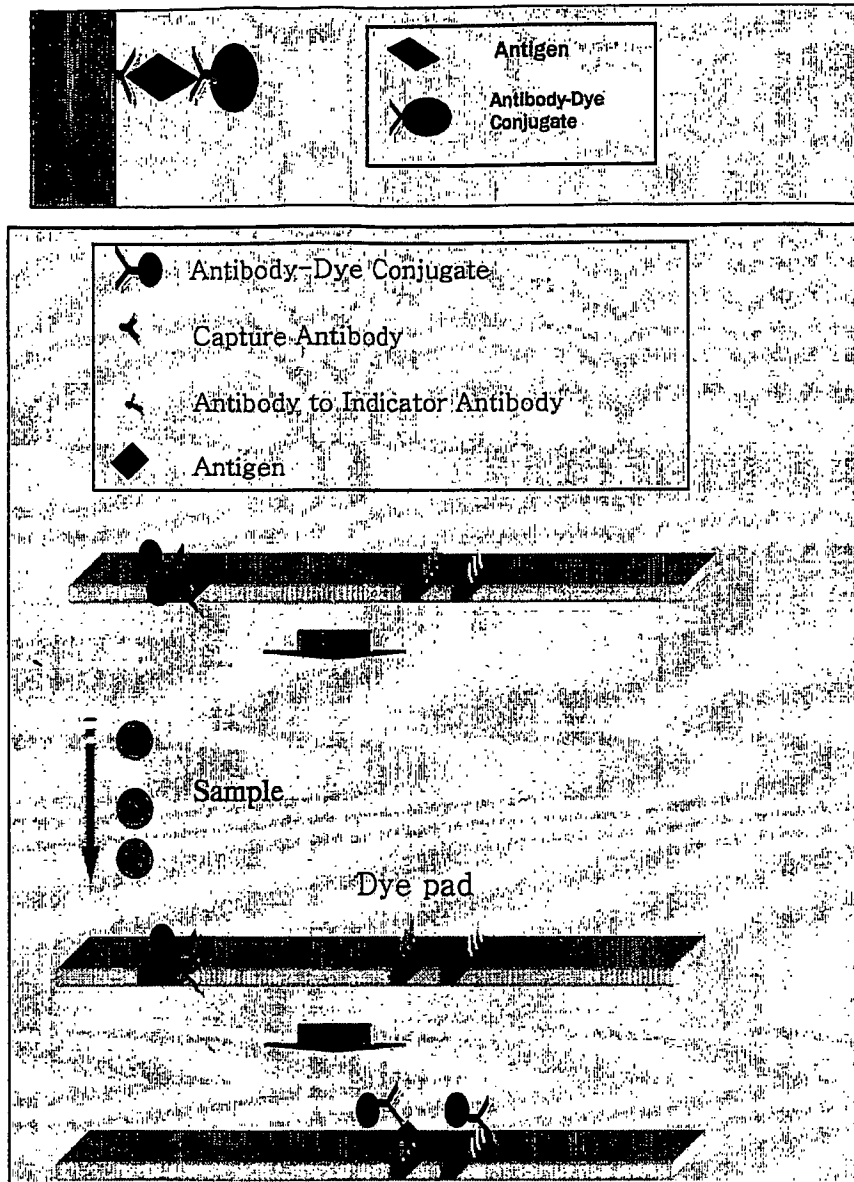 Antigen
Antibody-Dye
Conjugate
Antibody-Dye Conjugate
Capture Antibody
Antibody to Indicator Antibody
Antigen
Sample
Dye pad